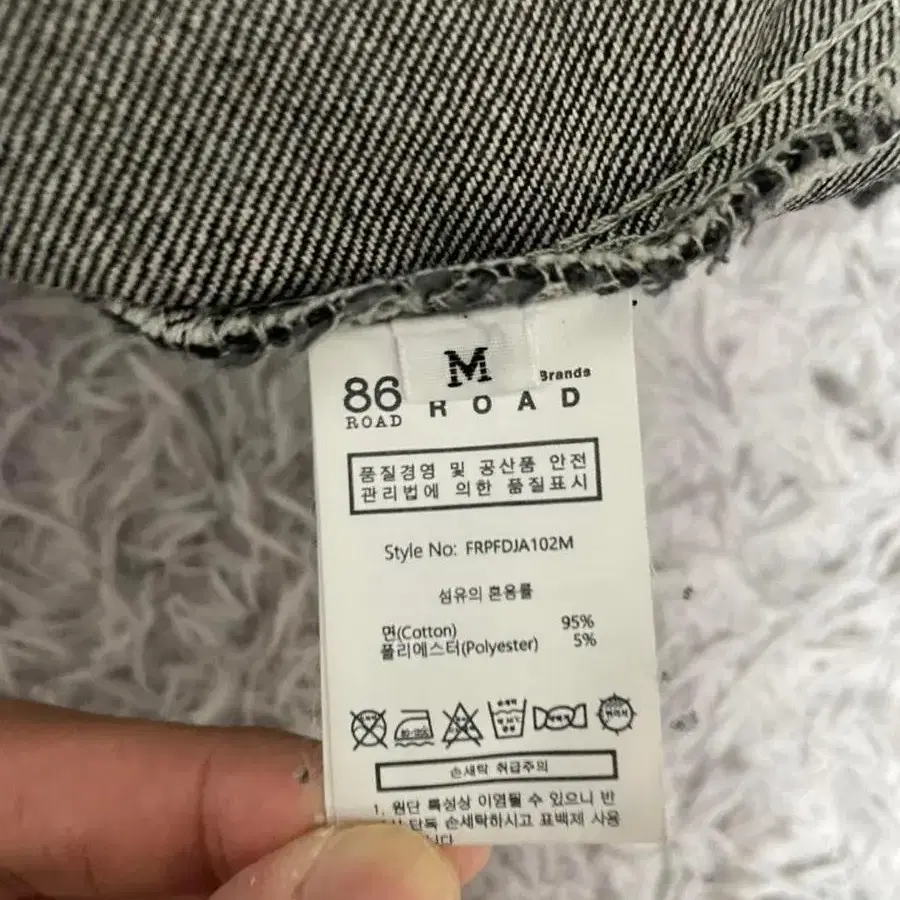 M
86
ROAD
Brands
ROAD
품질경영 및 공산품 안전
관리법에 의한 품질표시
Style No: FRPFDJA102M
섬유의 혼용률
면(Cotton) 95%
폴리에스터(Polyester) 5%
손세탁 취급주의
1. 원단 특성상 이염될 수 있으니 반
단독 손세탁하시고 표백제 사용